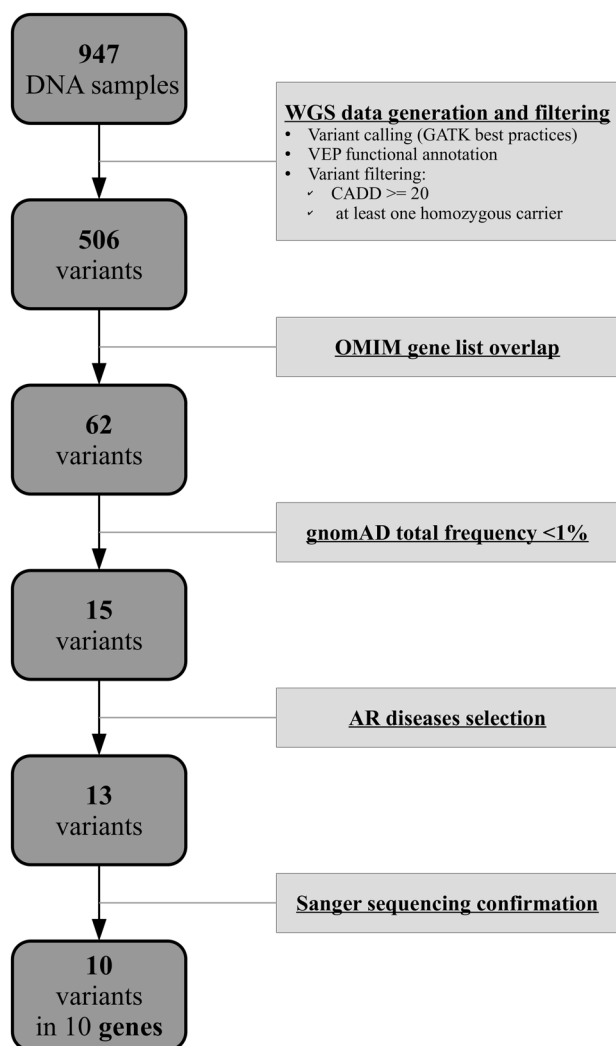 947
DNA samples
WGS data generation and filtering
• Variant calling (GATK best practices)
• VEP functional annotation
• Variant filtering:
✓ CADD >= 20
✓ at least one homozygous carrier
506
variants
OMIM gene list overlap
62
variants
gnomAD total frequency <1%
15
variants
AR diseases selection
13
variants
Sanger sequencing confirmation
10
variants
in 10 genes